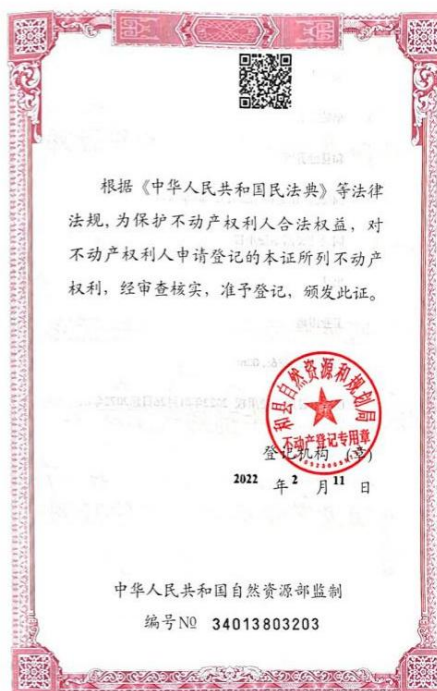 根据《中华人民共和国民法典》等法律
法规,为保护不动产权利人合法权益,对
不动产权利人申请登记的本证所列不动产
权利,经审查核实,准予登记,颁发此证。
和县自然资源和规划局
不动产登记专用章
登记机构 (章)
2022 年 2 月 11 日
中华人民共和国自然资源部监制
编号№ 34013803203